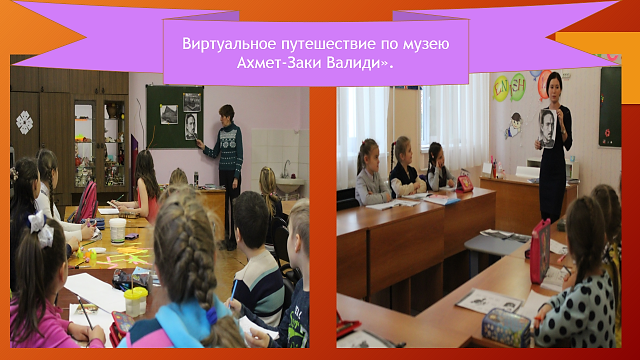 Виртуальное путешествие по музею
Ахмет-Заки Валиди».